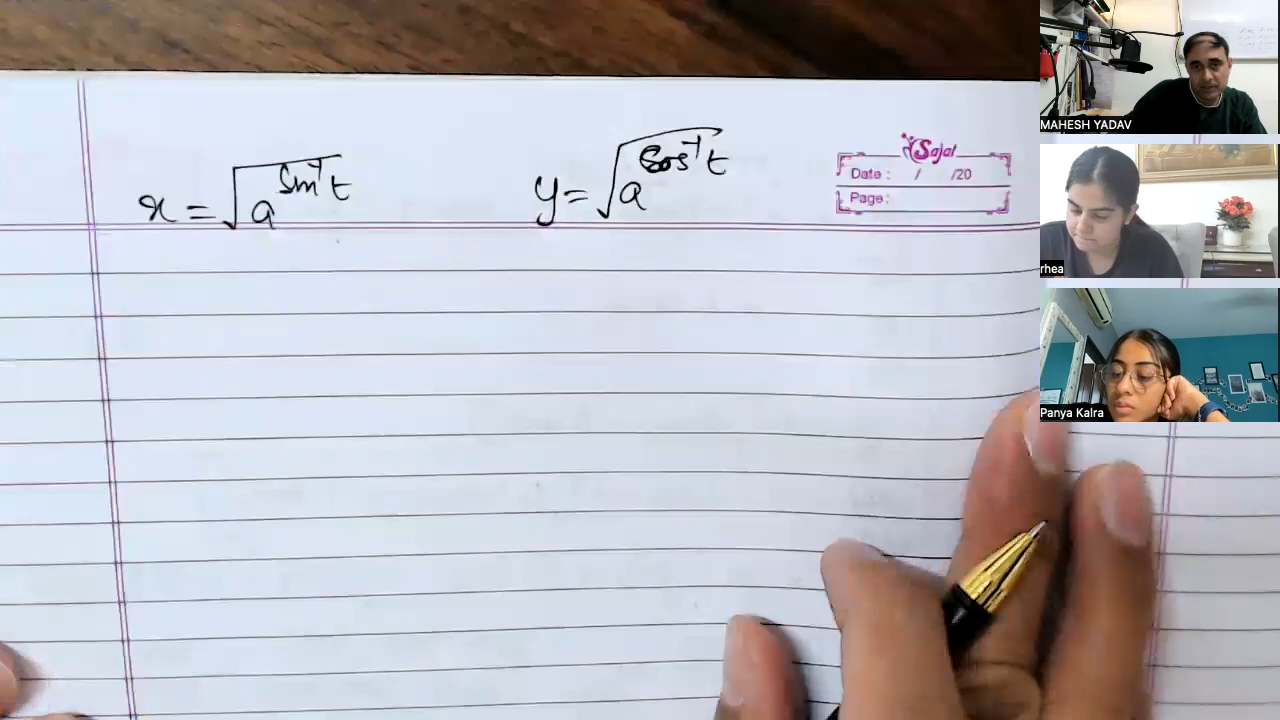 x = √a^sin⁻¹t y = √a^cos⁻¹t
Sajal
Date : / /20
Page:
MAHESH YADAV
rhea
Panya Kalra